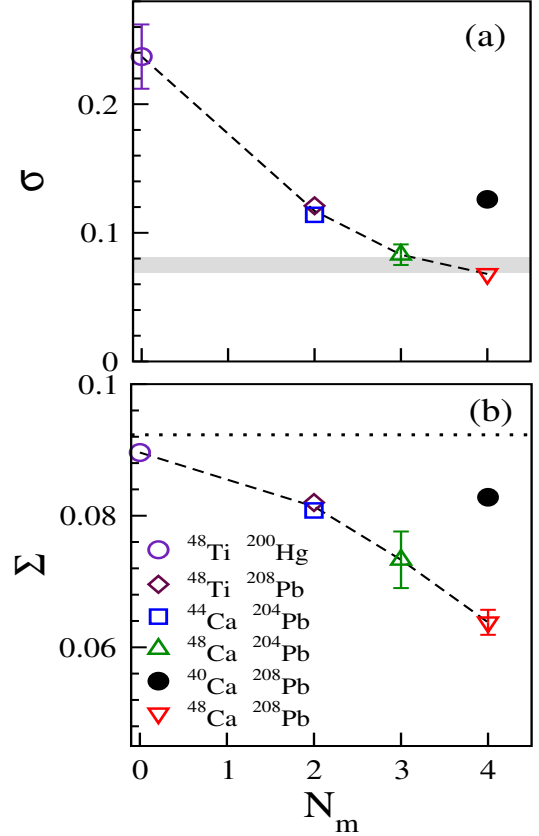 (a)
0.2
σ
0.1
0
0.1
(b)
0.08
Σ
⁴⁸Ti ²⁰⁰Hg
⁴⁸Ti ²⁰⁸Pb
⁴⁴Ca ²⁰⁴Pb
⁴⁸Ca ²⁰⁴Pb
⁴⁰Ca ²⁰⁸Pb
⁴⁸Ca ²⁰⁸Pb
0.06
0 1 2 3 4
Nₘ